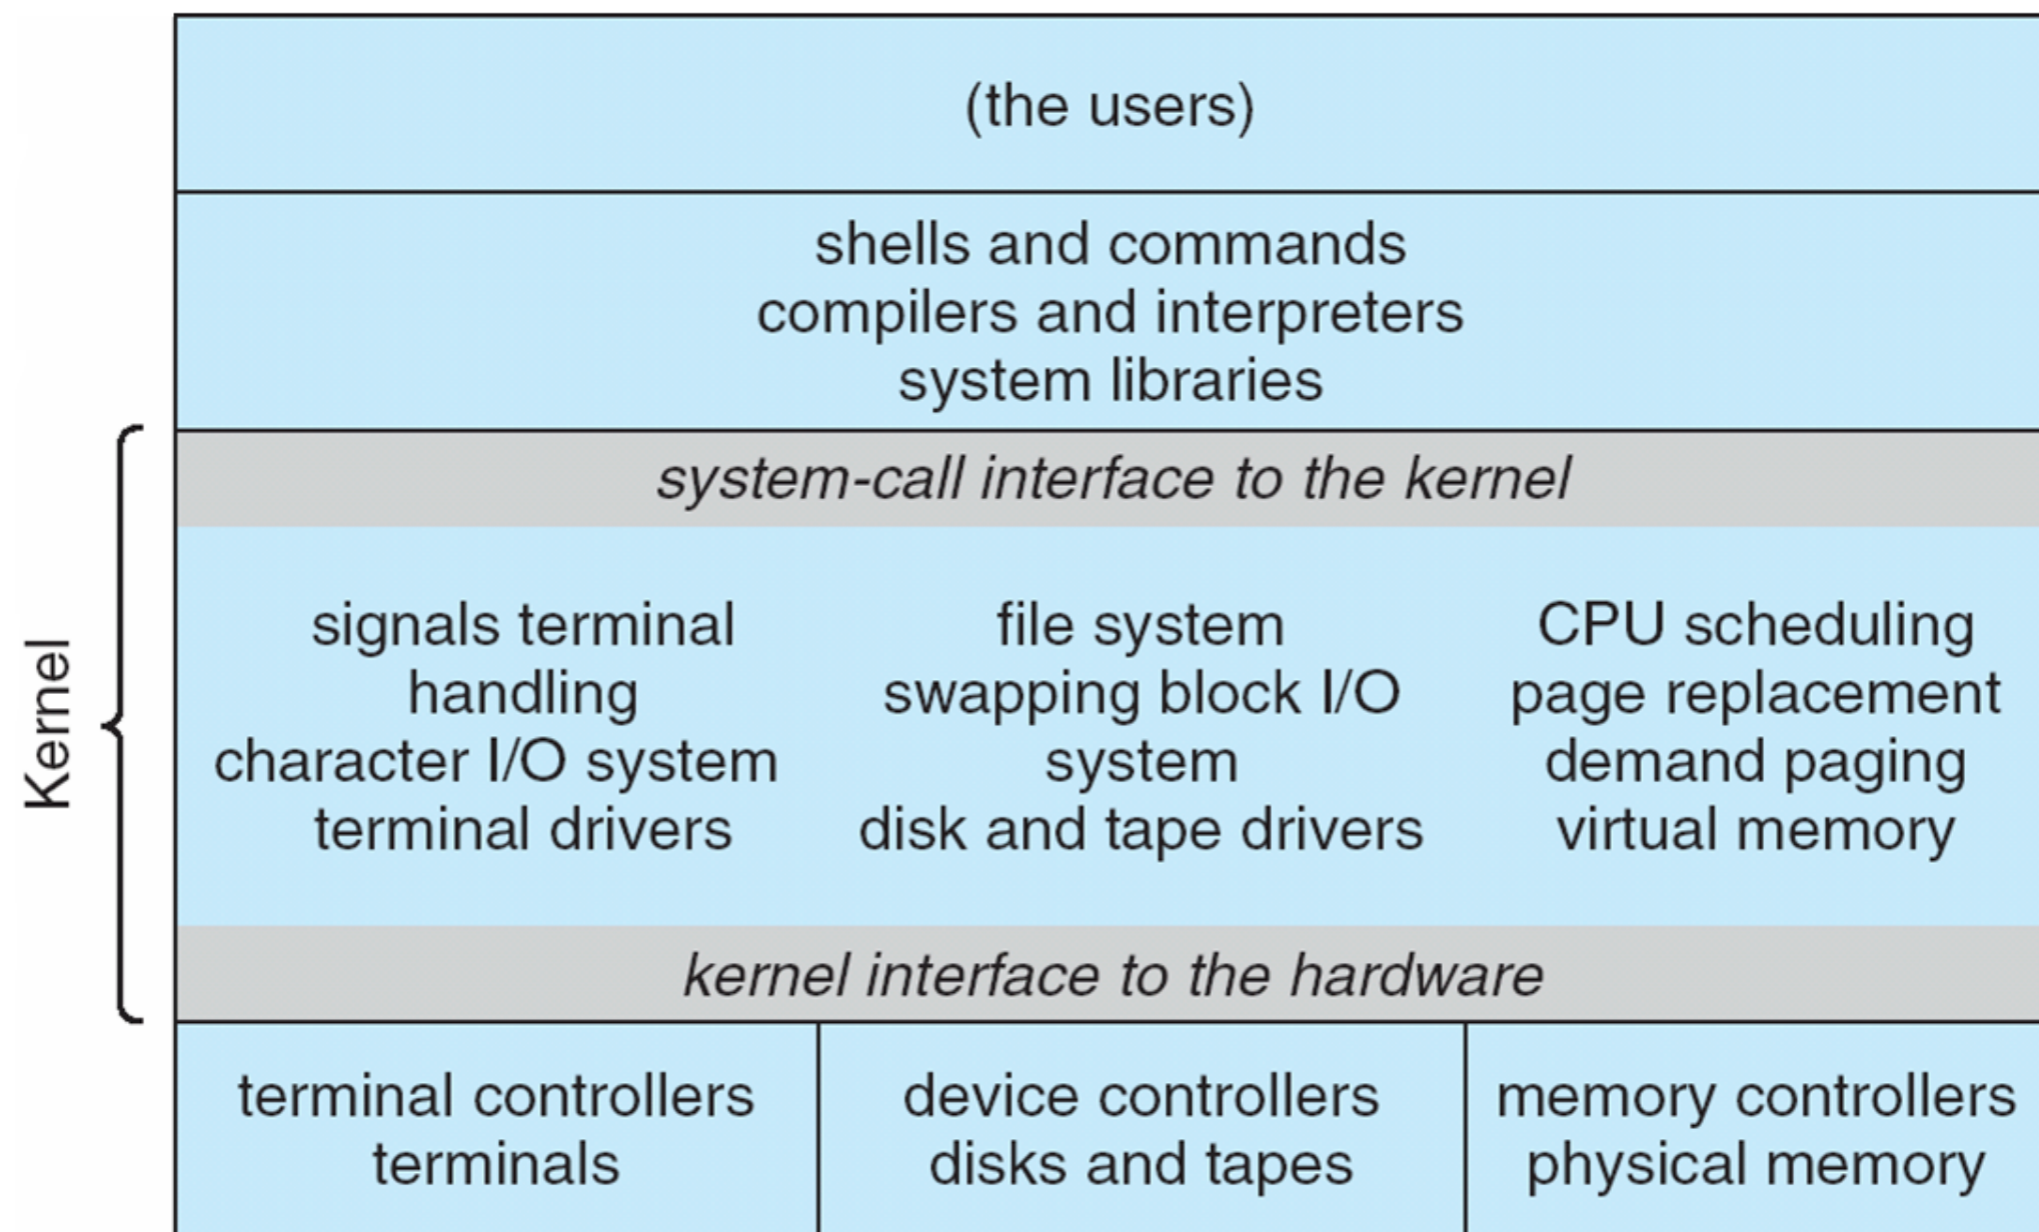 (the users)
shells and commands
compilers and interpreters
system libraries
Kernel
system-call interface to the kernel
signals terminal
handling
character I/O system
terminal drivers
file system
swapping block I/O
system
disk and tape drivers
CPU scheduling
page replacement
demand paging
virtual memory
kernel interface to the hardware
terminal controllers
terminals
device controllers
disks and tapes
memory controllers
physical memory